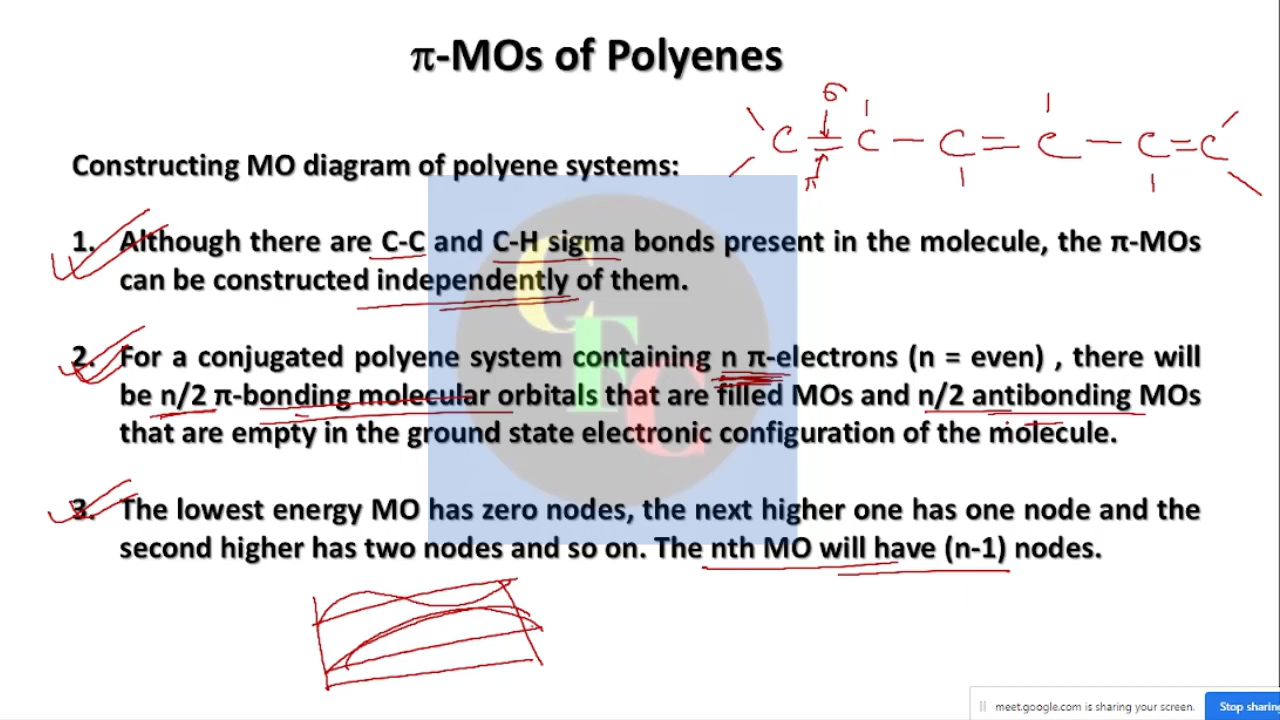 π-MOs of Polyenes
σ
C = C – C = C – C = C
π
Constructing MO diagram of polyene systems:
1. Although there are C-C and C-H sigma bonds present in the molecule, the π-MOs
can be constructed independently of them.
2. For a conjugated polyene system containing n π-electrons (n = even) , there will
be n/2 π-bonding molecular orbitals that are filled MOs and n/2 antibonding MOs
that are empty in the ground state electronic configuration of the molecule.
3. The lowest energy MO has zero nodes, the next higher one has one node and the
second higher has two nodes and so on. The nth MO will have (n-1) nodes.
CTC
meet.google.com is sharing your screen.
Stop sharing